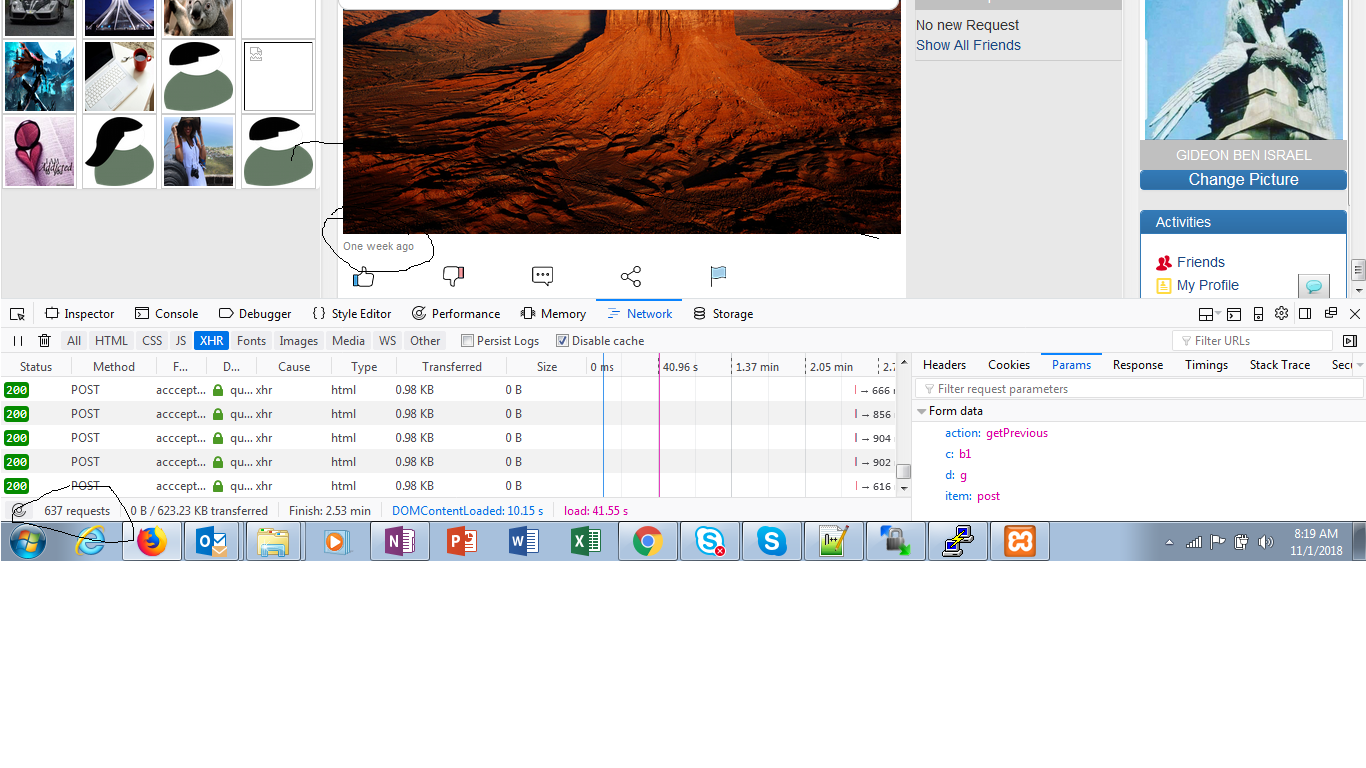 No new Request
Show All Friends
Addicted
GIDEON BEN ISRAEL
Change Picture
One week ago
Activities
Friends
My Profile
Inspector Console Debugger { } Style Editor Performance Memory Network Storage
All HTML CSS JS XHR Fonts Images Media WS Other Persist Logs Disable cache Filter URLs
Status Method F... D... Cause Type Transferred Size 0 ms 40.96 s 1.37 min 2.05 min 2.7
Headers Cookies Params Response Timings Stack Trace Secu
Filter request parameters
200 POST accept... qu... xhr html 0.98 KB 0 B → 666
Form data
200 POST acccept... qu... xhr html 0.98 KB 0 B → 856
action: getPrevious
200 POST acccept... qu... xhr html 0.98 KB 0 B → 904
c: b1
200 POST acccept... qu... xhr html 0.98 KB 0 B → 902
d: g
200 POST acccept... qu... xhr html 0.98 KB 0 B → 616
item: post
637 requests 0 B / 623.23 KB transferred Finish: 2.53 min DOMContentLoaded: 10.15 s load: 41.55 s
8:19 AM
11/1/2018